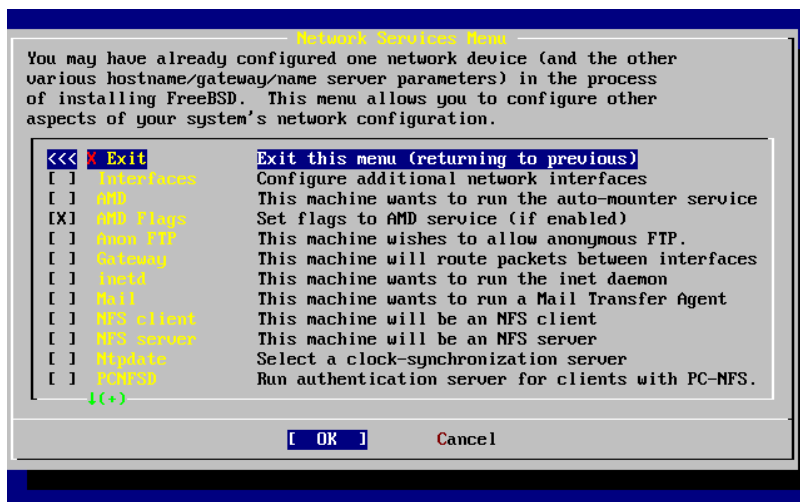 Network Services Menu
You may have already configured one network device (and the other
various hostname/gateway/name server parameters) in the process
of installing FreeBSD.  This menu allows you to configure other
aspects of your system's network configuration.
<<< X Exit Exit this menu (returning to previous)
[ ] Interfaces Configure additional network interfaces
[ ] AMD This machine wants to run the auto-mounter service
[X] AMD Flags Set flags to AMD service (if enabled)
[ ] Anon FTP This machine wishes to allow anonymous FTP.
[ ] Gateway This machine will route packets between interfaces
[ ] inetd This machine wants to run the inet daemon
[ ] Mail This machine wants to run a Mail Transfer Agent
[ ] NFS client This machine will be an NFS client
[ ] NFS server This machine will be an NFS server
[ ] Ntpdate Select a clock-synchronization server
[ ] PCNFSD Run authentication server for clients with PC-NFS.
↓(+)
[ OK ] Cancel